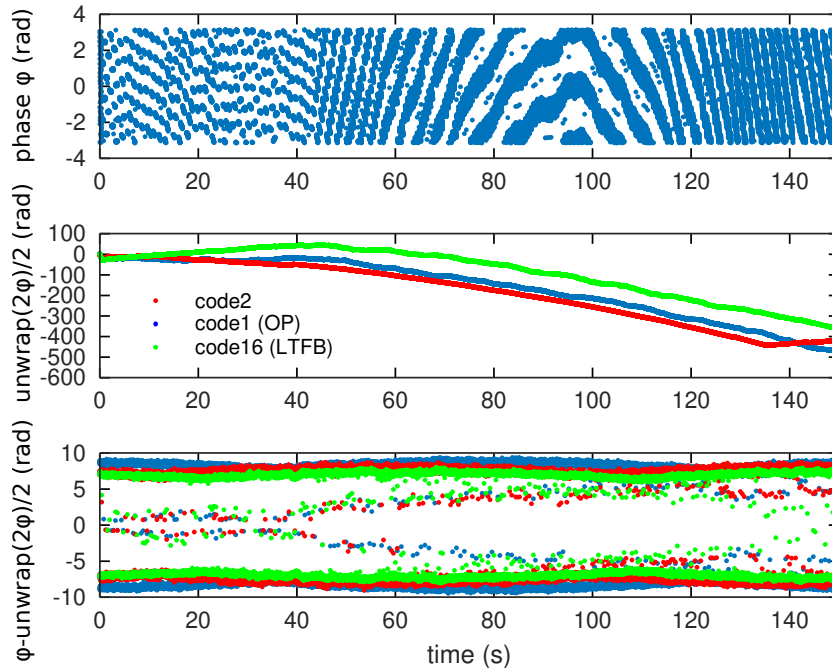 phase φ (rad)
4
2
0
-2
-4
0 20 40 60 80 100 120 140
unwrap(2φ)/2 (rad)
100
0
-100
-200
-300
-400
-500
-600
code2
code1 (OP)
code16 (LTFB)
0 20 40 60 80 100 120 140
φ-unwrap(2φ)/2 (rad)
10
5
0
-5
-10
0 20 40 60 80 100 120 140
time (s)